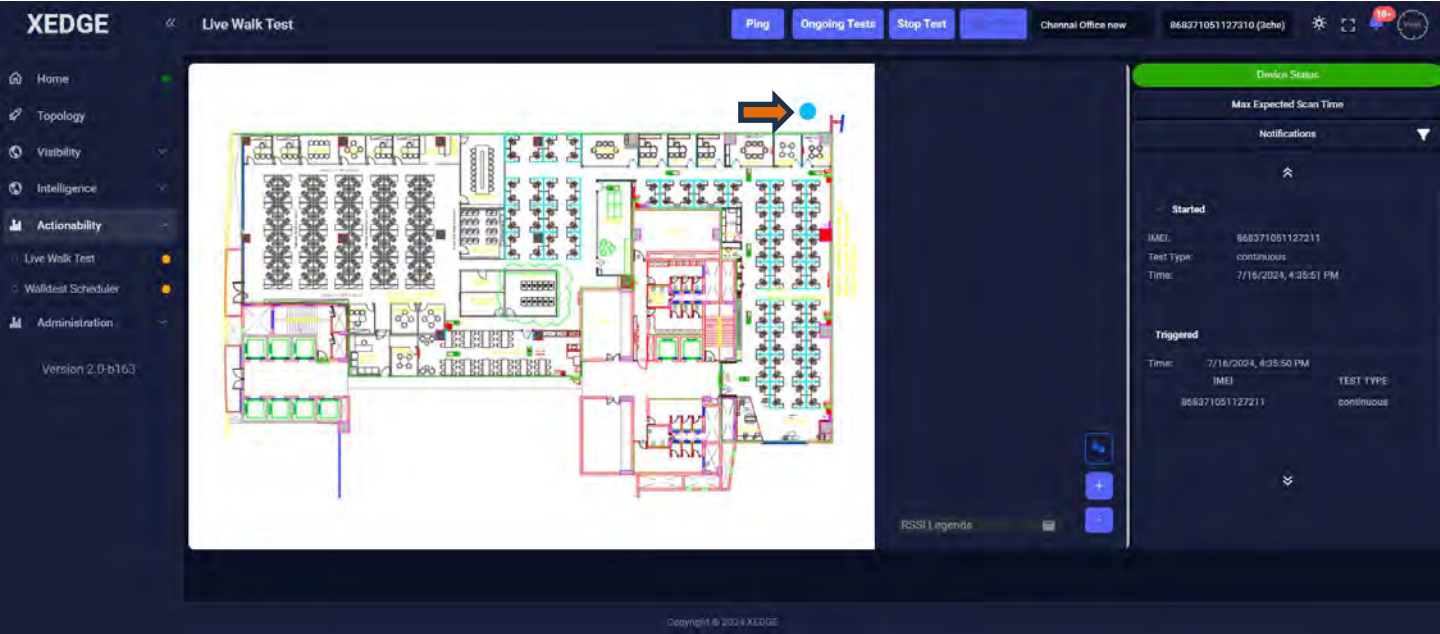 XEDGE
«
Live Walk Test
Ping
Ongoing Tests
Stop Test
Chennai Office new
868371051127310 (3che)
10+
Home
Topology
Visibility
Intelligence
Actionability
Live Walk Test
Walktest Scheduler
Administration
Version 2.0-b163
RSSI Legends
+
-
Device Status
Max Expected Scan Time
Notifications
Started
IMEI: 868371051127211
Test Type: continuous
Time: 7/16/2024, 4:35:51 PM
Triggered
Time: 7/16/2024, 4:35:50 PM
IMEI TEST TYPE
868371051127211 continuous
Copyright © 2024 XEDGE